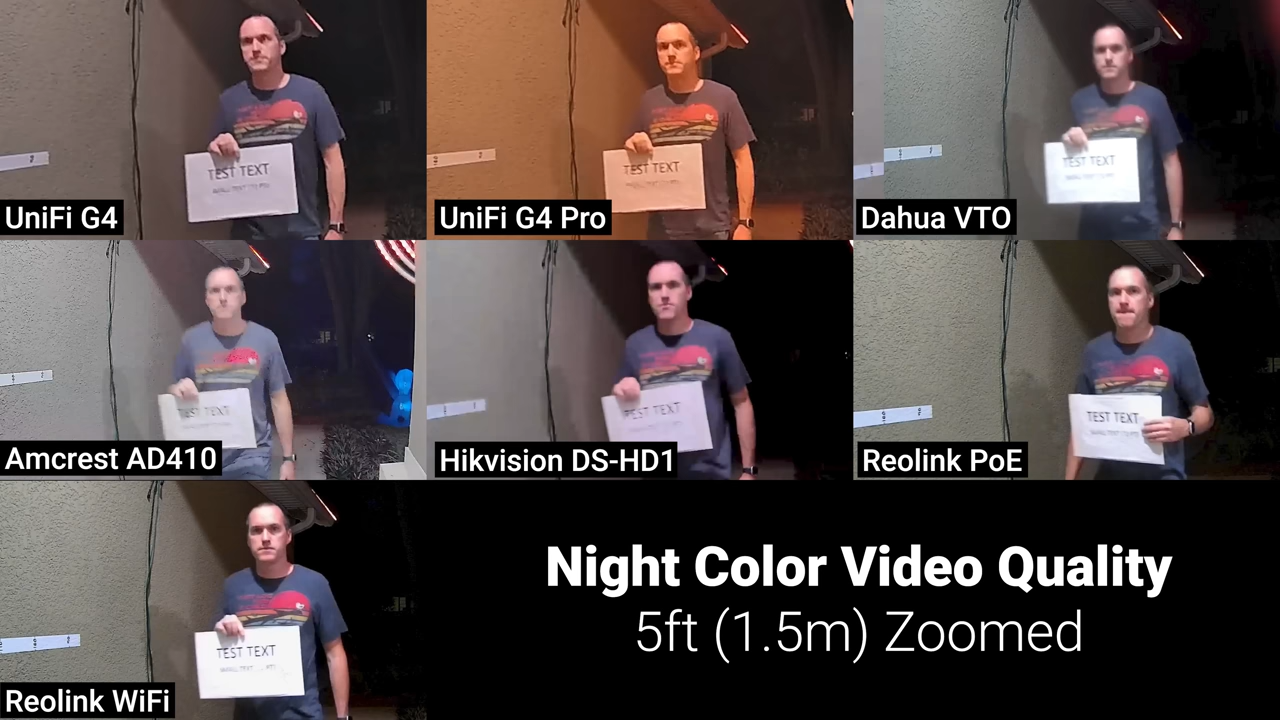 TEST TEXT
TEST TEXT
TEST TEXT
UniFi G4
UniFi G4 Pro
Dahua VTO
TEST TEXT
TEST TEXT
TEST TEXT
Amcrest AD410
Hikvision DS-HD1
Reolink PoE
TEST TEXT
Reolink WiFi
Night Color Video Quality
5ft (1.5m) Zoomed